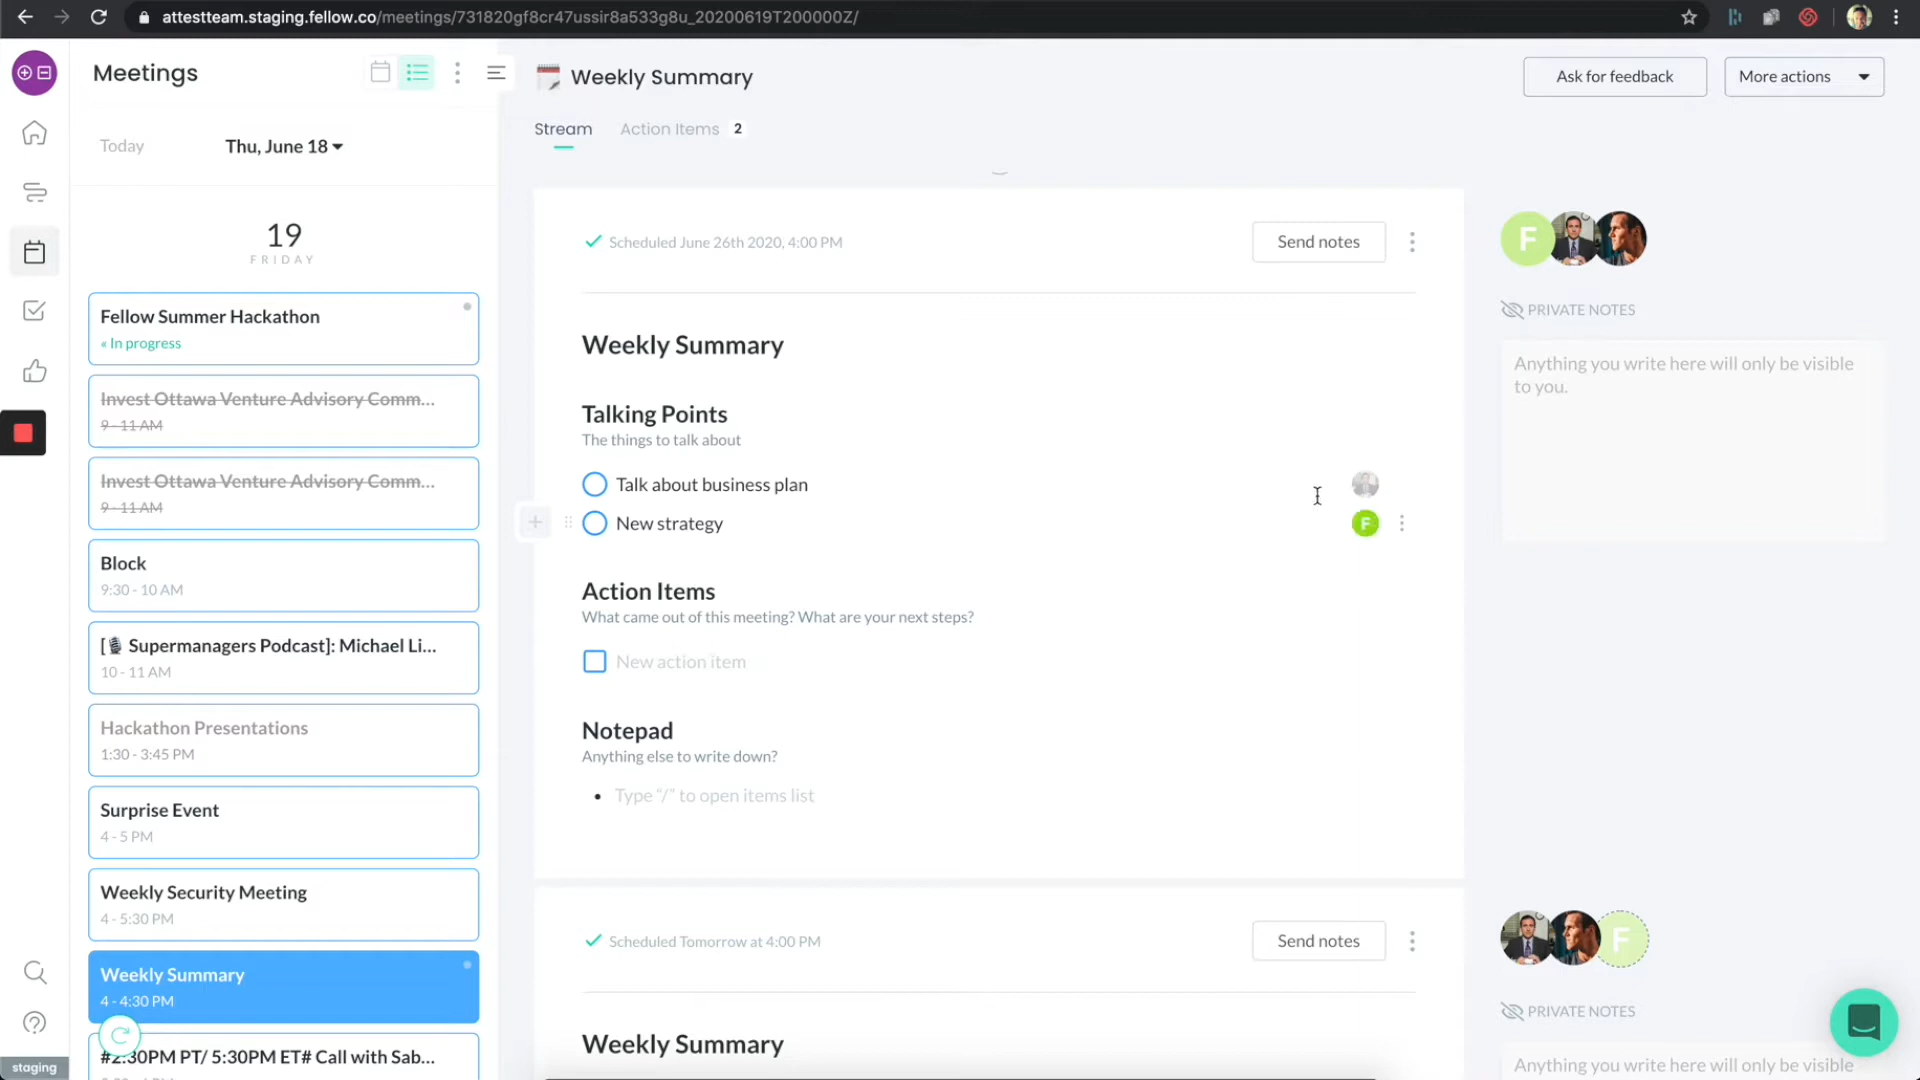 attestteam.staging.fellow.co/meetings/731820gf8cr47ussir8a533g8u_20200619T200000Z/
Meetings
Today
Thu, June 18
19
FRIDAY
Fellow Summer Hackathon
« In progress
Invest Ottawa Venture Advisory Comm...
9 - 11 AM
Invest Ottawa Venture Advisory Comm...
9 - 11 AM
Block
9:30 - 10 AM
[🎙 Supermanagers Podcast]: Michael Li...
10 - 11 AM
Hackathon Presentations
1:30 - 3:45 PM
Surprise Event
4 - 5 PM
Weekly Security Meeting
4 - 5:30 PM
Weekly Summary
4 - 4:30 PM
#2:30PM PT/ 5:30PM ET# Call with Sab...
staging
Weekly Summary
Ask for feedback
More actions
Stream
Action Items 2
Scheduled June 26th 2020, 4:00 PM
Send notes
Weekly Summary
Talking Points
The things to talk about
Talk about business plan
New strategy
F
Action Items
What came out of this meeting? What are your next steps?
New action item
Notepad
Anything else to write down?
• Type “/” to open items list
F
PRIVATE NOTES
Anything you write here will only be visible
to you.
Scheduled Tomorrow at 4:00 PM
Send notes
Weekly Summary
F
PRIVATE NOTES
Anything you write here will only be visible